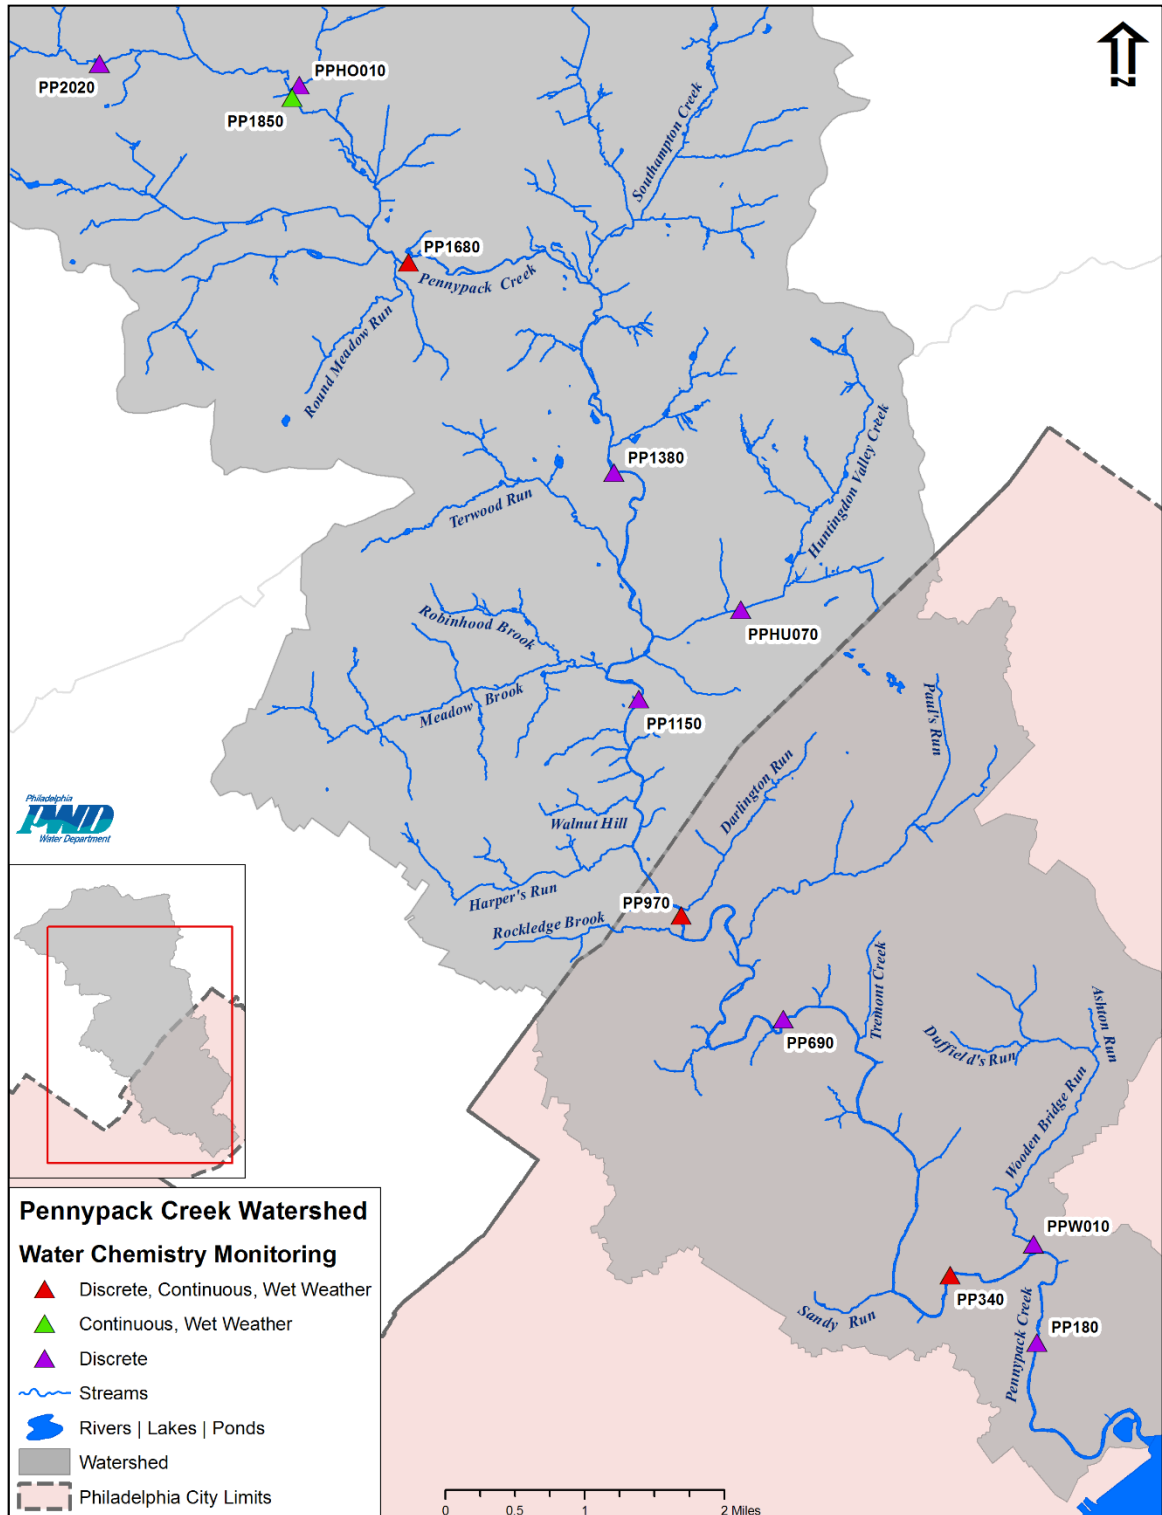 N
PP2020
PPHO010
PP1850
Southampton Creek
PP1680
Pennypack Creek
Round Meadow Run
PP1380
Huntingdon Valley Creek
Terwood Run
Robinhood Brook
PPHU070
Meadow Brook
PP1150
Paul's Run
Darlington Run
Philadelphia
PWD
Water Department
Walnut Hill
Harper's Run
PP970
Rockledge Brook
Tremont Creek
PP690
Duffield's Run
Ashton Run
Wooden Bridge Run
PPW010
PP340
Sandy Run
Pennypack Creek
PP180
Pennypack Creek Watershed
Water Chemistry Monitoring
Discrete, Continuous, Wet Weather
Continuous, Wet Weather
Discrete
Streams
Rivers | Lakes | Ponds
Watershed
Philadelphia City Limits
0 0.5 1 2 Miles